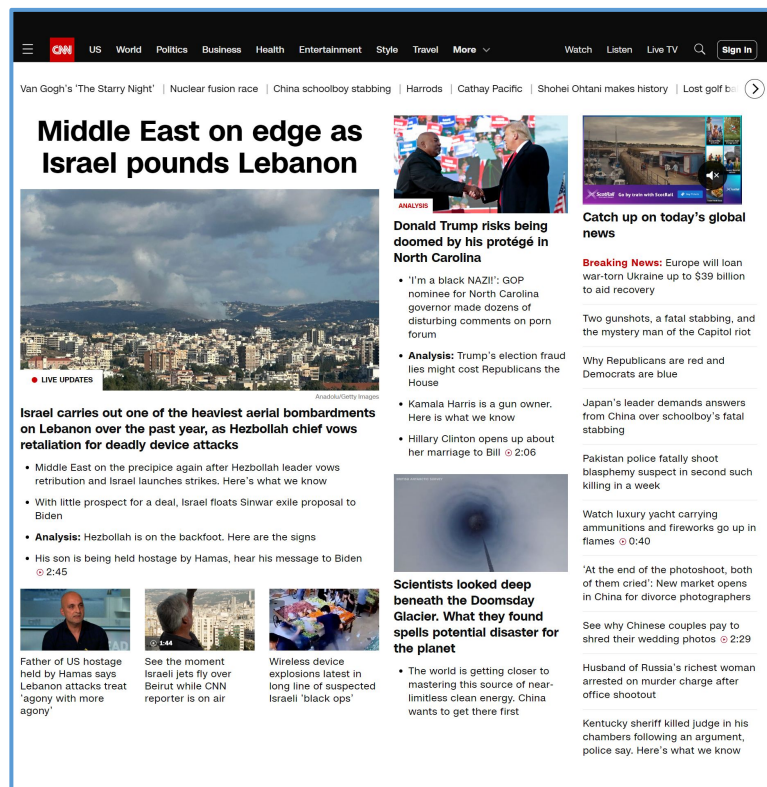 CNN US World Politics Business Health Entertainment Style Travel More Watch Listen Live TV Sign In
Van Gogh's 'The Starry Night' | Nuclear fusion race | China schoolboy stabbing | Harrods | Cathay Pacific | Shohei Ohtani makes history | Lost golf ba
Middle East on edge as
Israel pounds Lebanon
LIVE UPDATES
Anadolu/Getty Images
Israel carries out one of the heaviest aerial bombardments
on Lebanon over the past year, as Hezbollah chief vows
retaliation for deadly device attacks
• Middle East on the precipice again after Hezbollah leader vows
retribution and Israel launches strikes. Here's what we know
• With little prospect for a deal, Israel floats Sinwar exile proposal to
Biden
• Analysis: Hezbollah is on the backfoot. Here are the signs
• His son is being held hostage by Hamas, hear his message to Biden
2:45
Father of US hostage
held by Hamas says
Lebanon attacks treat
'agony with more
agony'
1:44
See the moment
Israeli jets fly over
Beirut while CNN
reporter is on air
Wireless device
explosions latest in
long line of suspected
Israeli 'black ops'
ANALYSIS
Donald Trump risks being
doomed by his protégé in
North Carolina
• 'I'm a black NAZI!': GOP
nominee for North Carolina
governor made dozens of
disturbing comments on porn
forum
• Analysis: Trump's election fraud
lies might cost Republicans the
House
• Kamala Harris is a gun owner.
Here is what we know
• Hillary Clinton opens up about
her marriage to Bill 2:06
Scientists looked deep
beneath the Doomsday
Glacier. What they found
spells potential disaster for
the planet
• The world is getting closer to
mastering this source of near-
limitless clean energy. China
wants to get there first
ScotRail Go by train with ScotRail
Catch up on today's global
news
Breaking News: Europe will loan
war-torn Ukraine up to $39 billion
to aid recovery
Two gunshots, a fatal stabbing, and
the mystery man of the Capitol riot
Why Republicans are red and
Democrats are blue
Japan's leader demands answers
from China over schoolboy's fatal
stabbing
Pakistan police fatally shoot
blasphemy suspect in second such
killing in a week
Watch luxury yacht carrying
ammunitions and fireworks go up in
flames 0:40
'At the end of the photoshoot, both
of them cried': New market opens
in China for divorce photographers
See why Chinese couples pay to
shred their wedding photos 2:29
Husband of Russia's richest woman
arrested on murder charge after
office shootout
Kentucky sheriff killed judge in his
chambers following an argument,
police say. Here's what we know